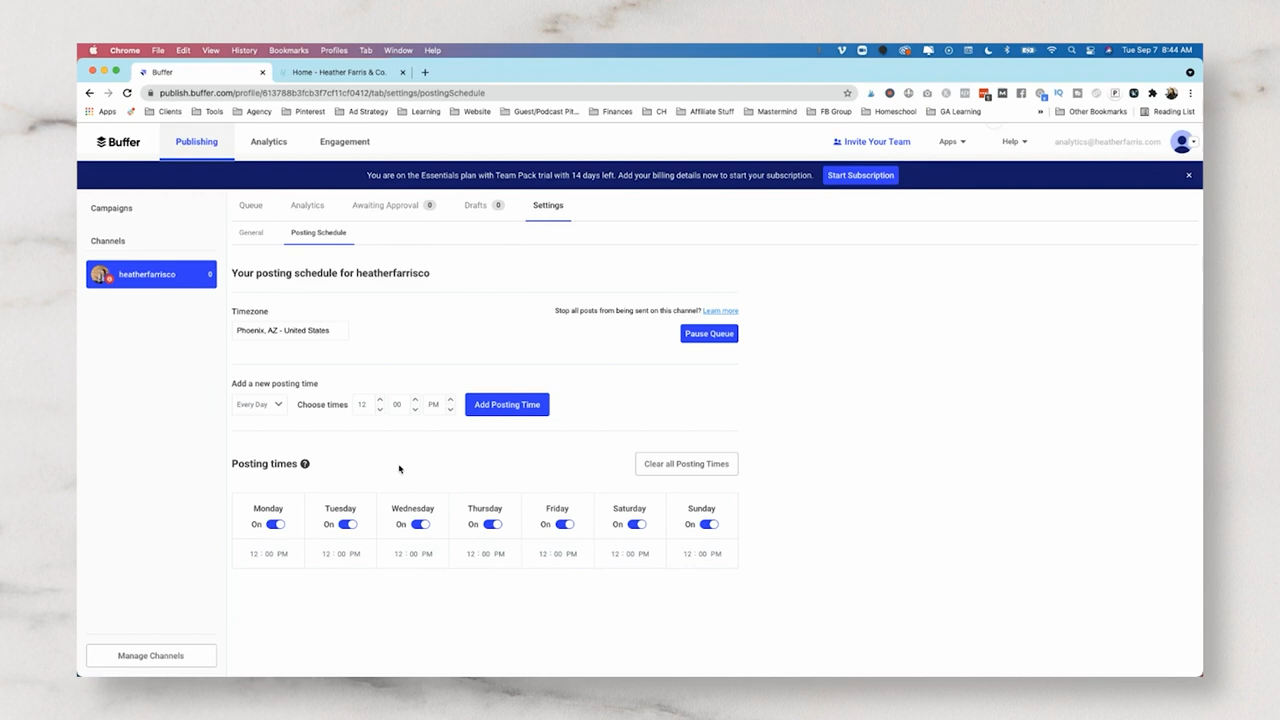 Chrome File Edit View History Bookmarks Profiles Tab Window Help Tue Sep 7 8:44 AM
Buffer Home - Heather Farris & Co.
publish.buffer.com/profile/613788b3fcb3f7cf11cf0412/tab/settings/postingSchedule
Apps Clients Tools Agency Pinterest Ad Strategy Learning Website Guest/Podcast Pit... Finances CH Affiliate Stuff Mastermind FB Group Homeschool GA Learning » Other Bookmarks Reading List
Buffer Publishing Analytics Engagement Invite Your Team Apps Help analytics@heatherfarris.com
You are on the Essentials plan with Team Pack trial with 14 days left. Add your billing details now to start your subscription. Start Subscription
Campaigns
Queue Analytics Awaiting Approval 0 Drafts 0 Settings
General Posting Schedule
Channels
heatherfarrisco 0
Your posting schedule for heatherfarrisco
Timezone
Stop all posts from being sent on this channel? Learn more
Phoenix, AZ - United States
Pause Queue
Add a new posting time
Every Day Choose times 12 00 PM Add Posting Time
Posting times ? Clear all Posting Times
Monday Tuesday Wednesday Thursday Friday Saturday Sunday
On On On On On On On
12 : 00 PM 12 : 00 PM 12 : 00 PM 12 : 00 PM 12 : 00 PM 12 : 00 PM 12 : 00 PM
Manage Channels